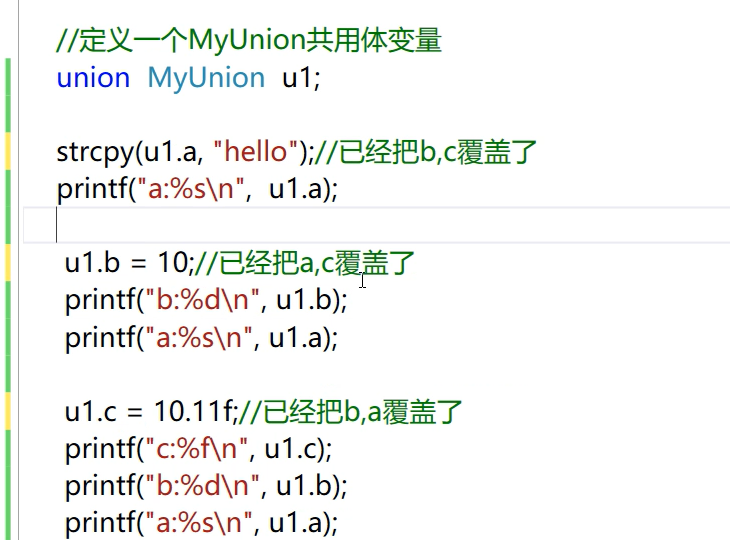 //定义一个MyUnion共用体变量
union MyUnion u1;
strcpy(u1.a, "hello");//已经把b,c覆盖了
printf("a:%s\n", u1.a);
u1.b = 10;//已经把a,c覆盖了
printf("b:%d\n", u1.b);
printf("a:%s\n", u1.a);
u1.c = 10.11f;//已经把b,a覆盖了
printf("c:%f\n", u1.c);
printf("b:%d\n", u1.b);
printf("a:%s\n", u1.a);